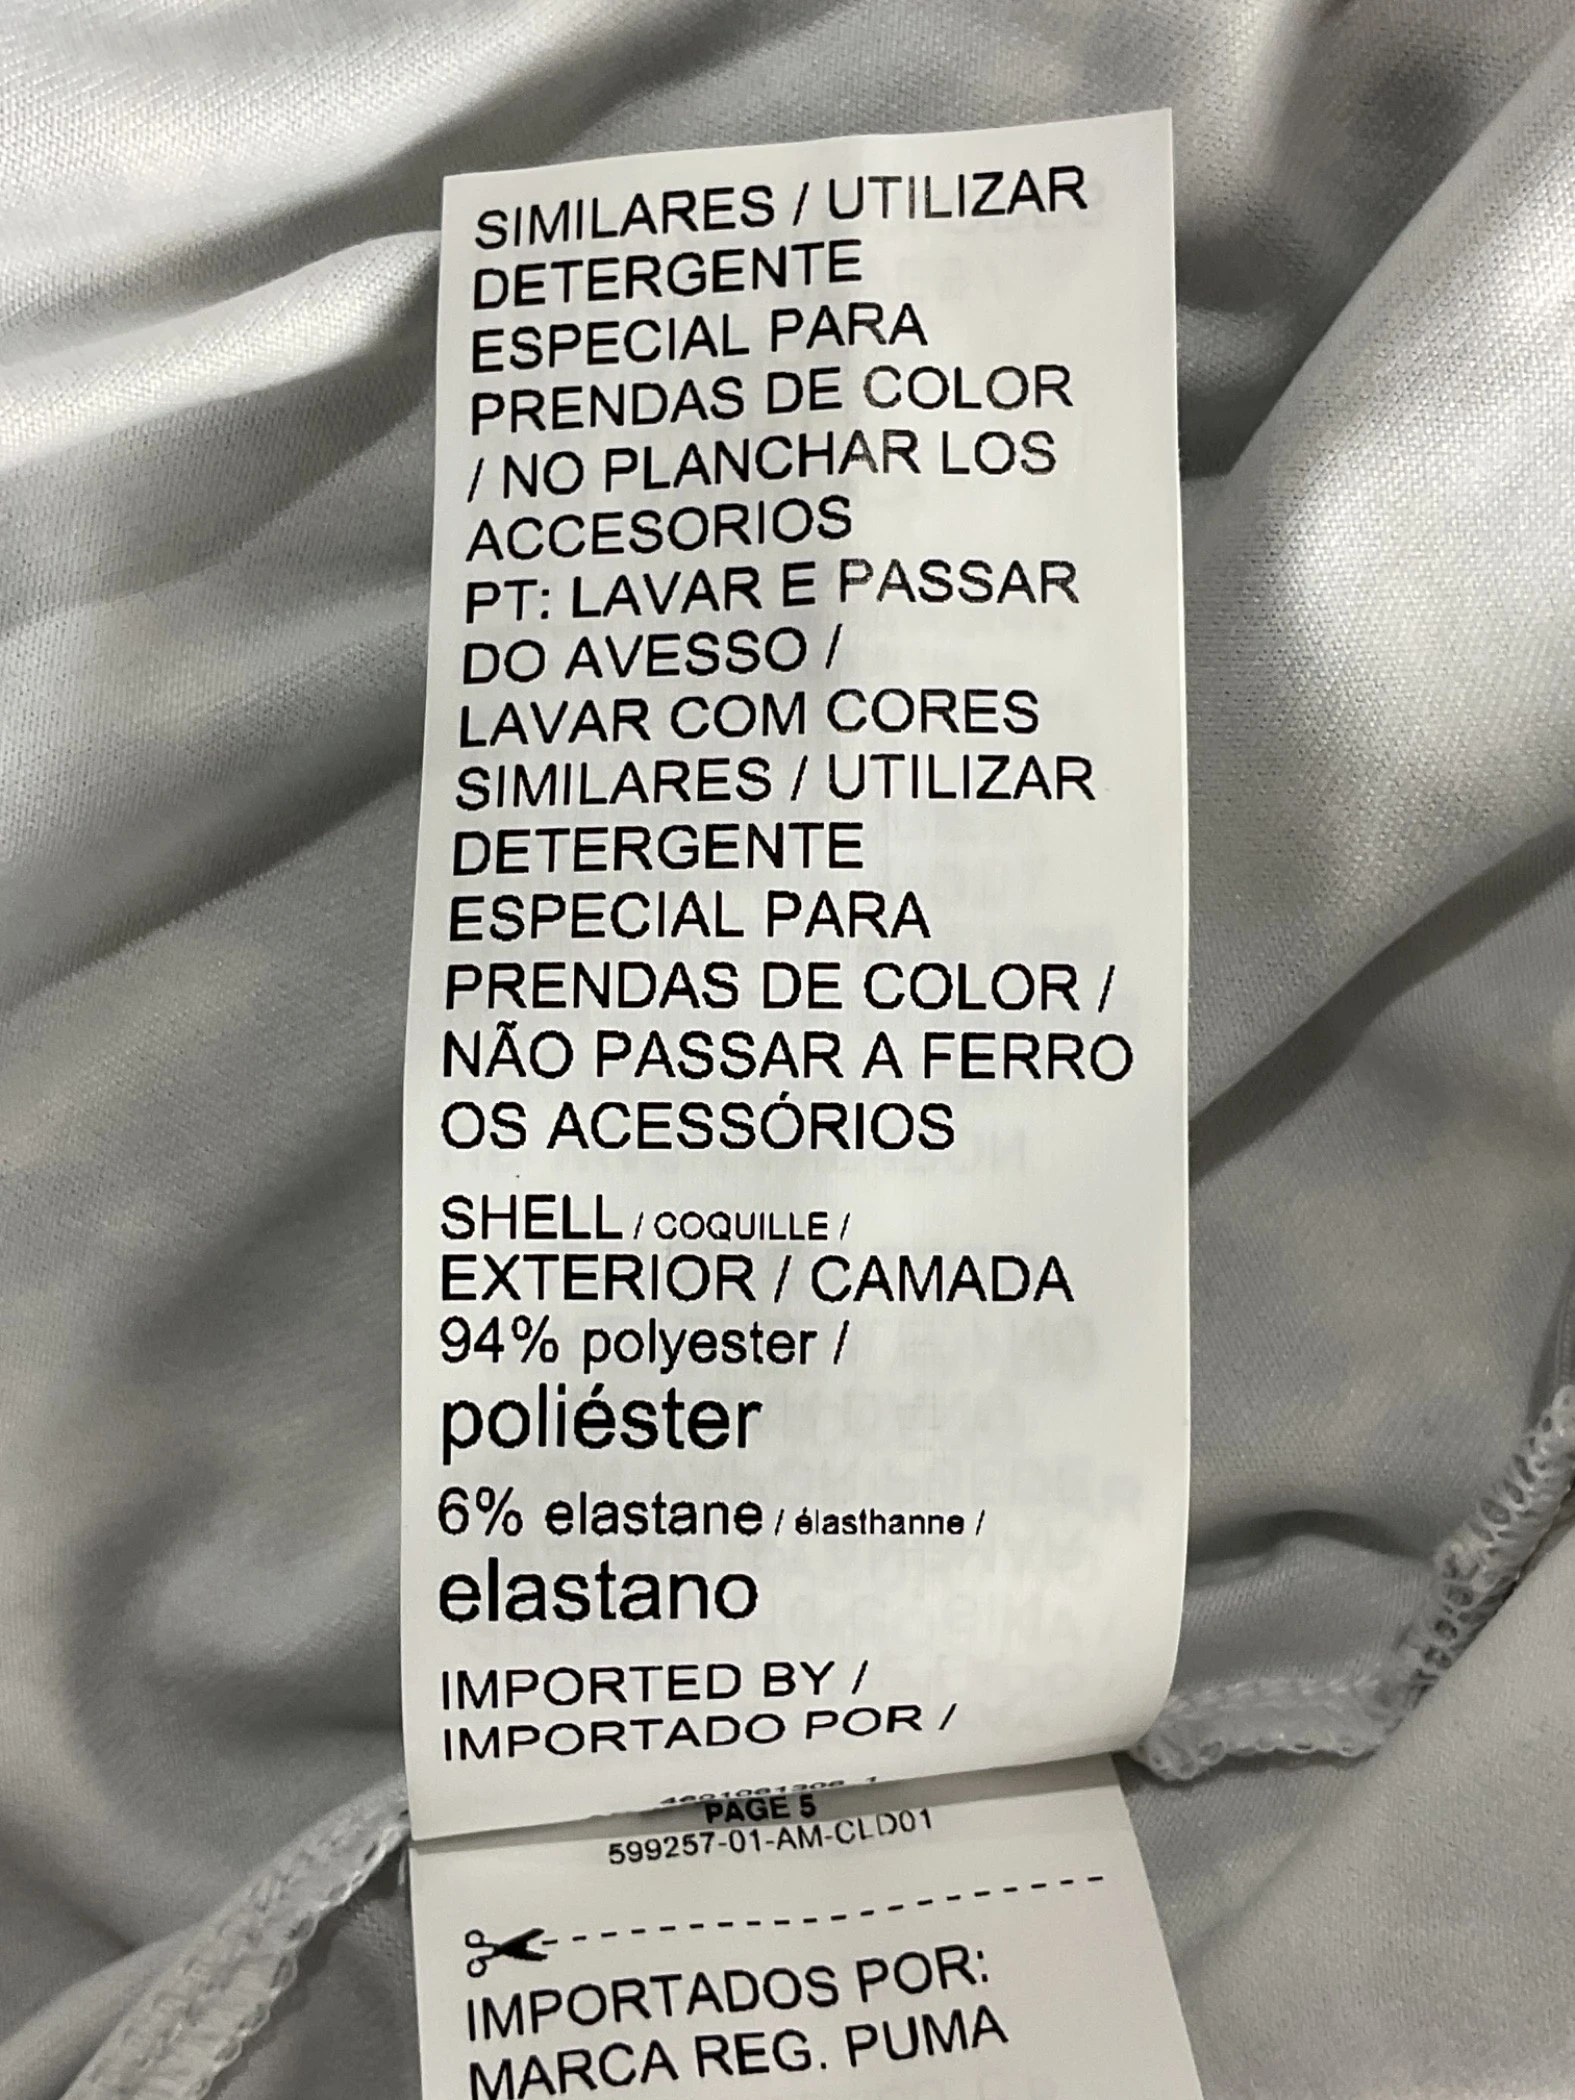 SIMILARES / UTILIZAR
DETERGENTE
ESPECIAL PARA
PRENDAS DE COLOR
/ NO PLANCHAR LOS
ACCESORIOS
PT: LAVAR E PASSAR
DO AVESSO /
LAVAR COM CORES
SIMILARES / UTILIZAR
DETERGENTE
ESPECIAL PARA
PRENDAS DE COLOR /
NÃO PASSAR A FERRO
OS ACESSÓRIOS
SHELL / COQUILLE /
EXTERIOR / CAMADA
94% polyester /
poliéster
6% elastane / élasthanne /
elastano
IMPORTED BY /
IMPORTADO POR /
PAGE 5
599257-01-AM-CLD01
IMPORTADOS POR:
MARCA REG. PUMA